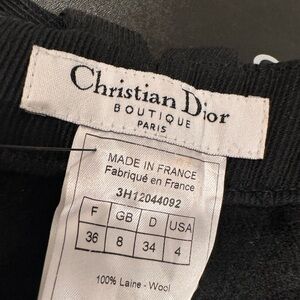 Christian Dior
BOUTIQUE
PARIS
MADE IN FRANCE
Fabriqué en France
3H12044092
F GB D USA
36 8 34 4
100% Laine - Wool